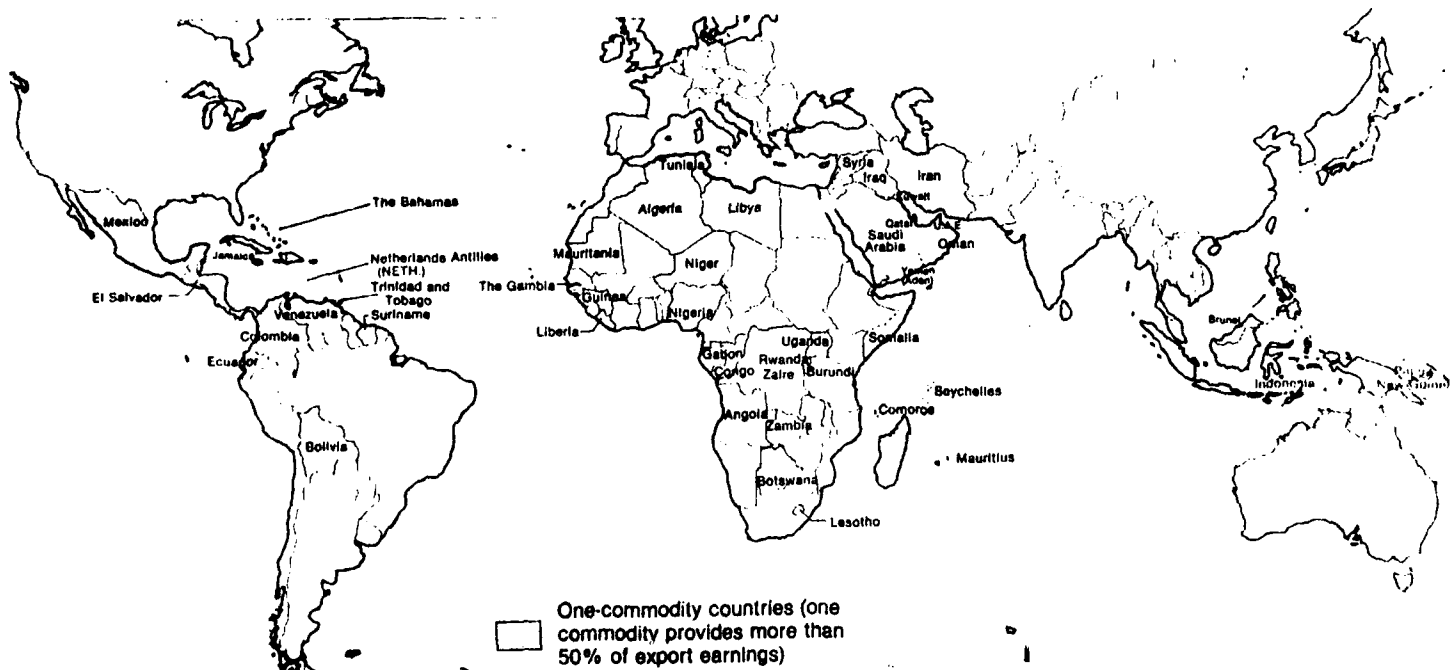 Tunisia
Syria
Iraq
Iran
Kuwait
The Bahamas
Mexico
Algeria
Libya
Qatar
U.A.E.
Saudi
Arabia
Oman
Jamaica
Mauritania
Netherlands Antilles
(NETH.)
Niger
Yemen
(Aden)
The Gambia
Trinidad and
Tobago
El Salvador
Guinea
Venezuela
Suriname
Nigeria
Brunei
Liberia
Colombia
Uganda
Somalia
Ecuador
Gabon
Rwanda
Congo
Zaire
Burundi
Indonesia
New Guinea
Seychelles
Angola
Comoros
Zambia
Bolivia
Mauritius
Botswana
Lesotho
One-commodity countries (one
commodity provides more than
50% of export earnings)